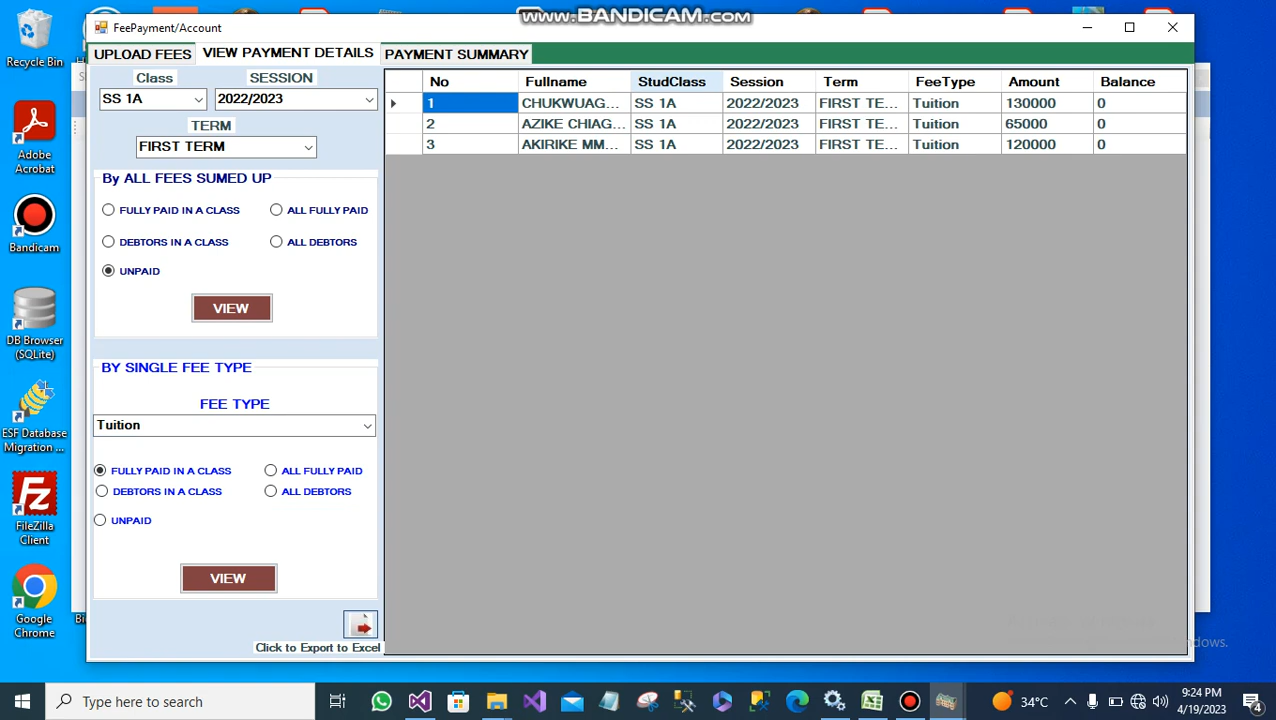 www.BANDICAM.com
FeePayment/Account
UPLOAD FEES VIEW PAYMENT DETAILS PAYMENT SUMMARY
Class SESSION
SS 1A 2022/2023
TERM
FIRST TERM
By ALL FEES SUMED UP
FULLY PAID IN A CLASS ALL FULLY PAID
DEBTORS IN A CLASS ALL DEBTORS
UNPAID
VIEW
BY SINGLE FEE TYPE
FEE TYPE
Tuition
FULLY PAID IN A CLASS ALL FULLY PAID
DEBTORS IN A CLASS ALL DEBTORS
UNPAID
VIEW
Click to Export to Excel
No Fullname StudClass Session Term FeeType Amount Balance
1 CHUKWUAG... SS 1A 2022/2023 FIRST TE... Tuition 130000 0
2 AZIKE CHIAG... SS 1A 2022/2023 FIRST TE... Tuition 65000 0
3 AKIRIKE MM... SS 1A 2022/2023 FIRST TE... Tuition 120000 0
Recycle Bin
Adobe
Acrobat
Bandicam
DB Browser
(SQLite)
ESF Database
Migration ...
FileZilla
Client
Google
Chrome
Type here to search
34°C
9:24 PM
4/19/2023
4